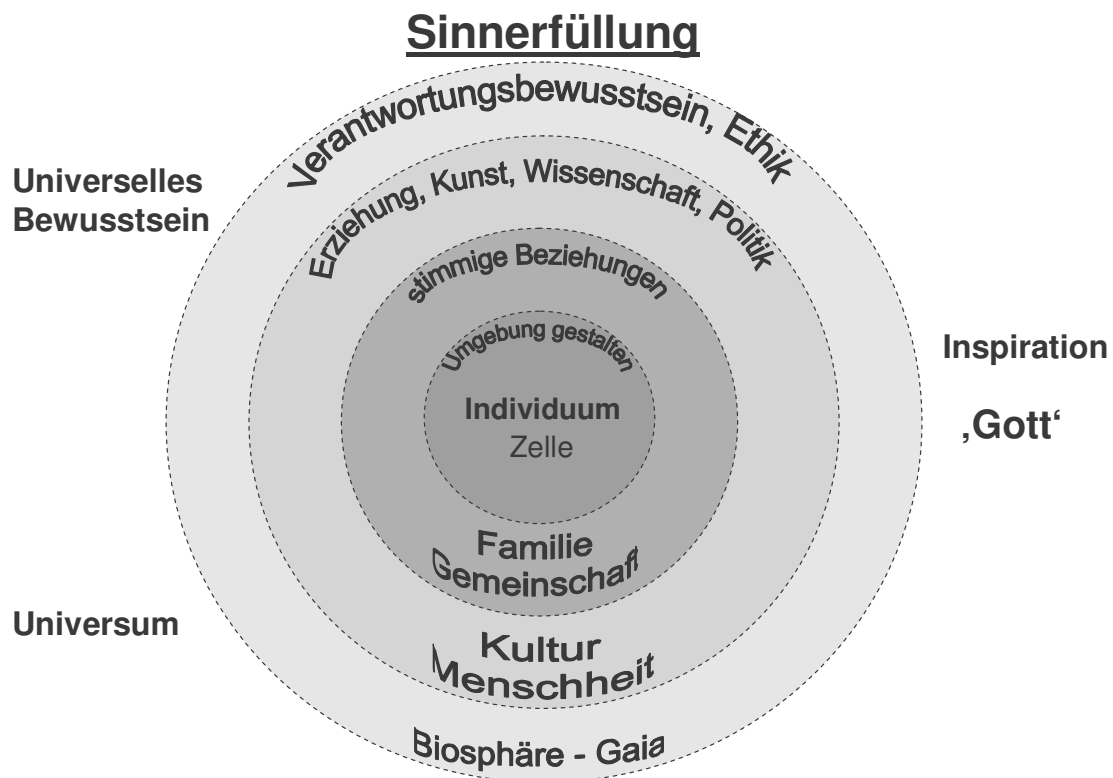 Sinnerfüllung
Verantwortungsbewusstsein, Ethik
Universelles
Bewusstsein
Erziehung, Kunst, Wissenschaft, Politik
stimmige Beziehungen
Umgebung gestalten
Inspiration
Individuum
Zelle
‚Gott‘
Familie
Gemeinschaft
Universum
Kultur
Menschheit
Biosphäre - Gaia